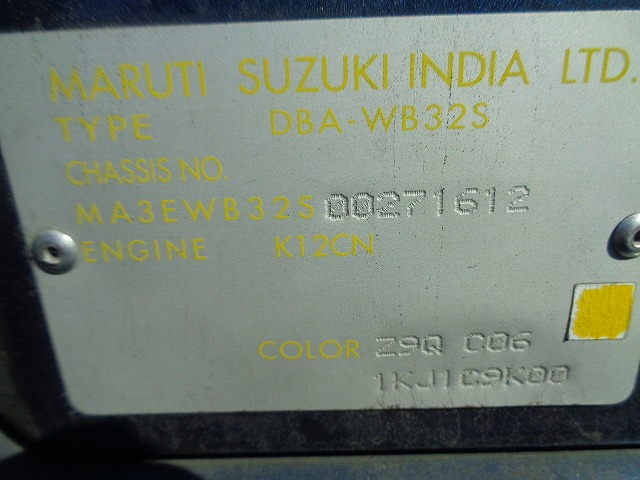 MARUTI SUZUKI INDIA LTD.
TYPE DBA-WB32S
CHASSIS NO.
MA3EWB32S00271612
ENGINE K12CN
COLOR Z9Q C06
1KJ1C9K00